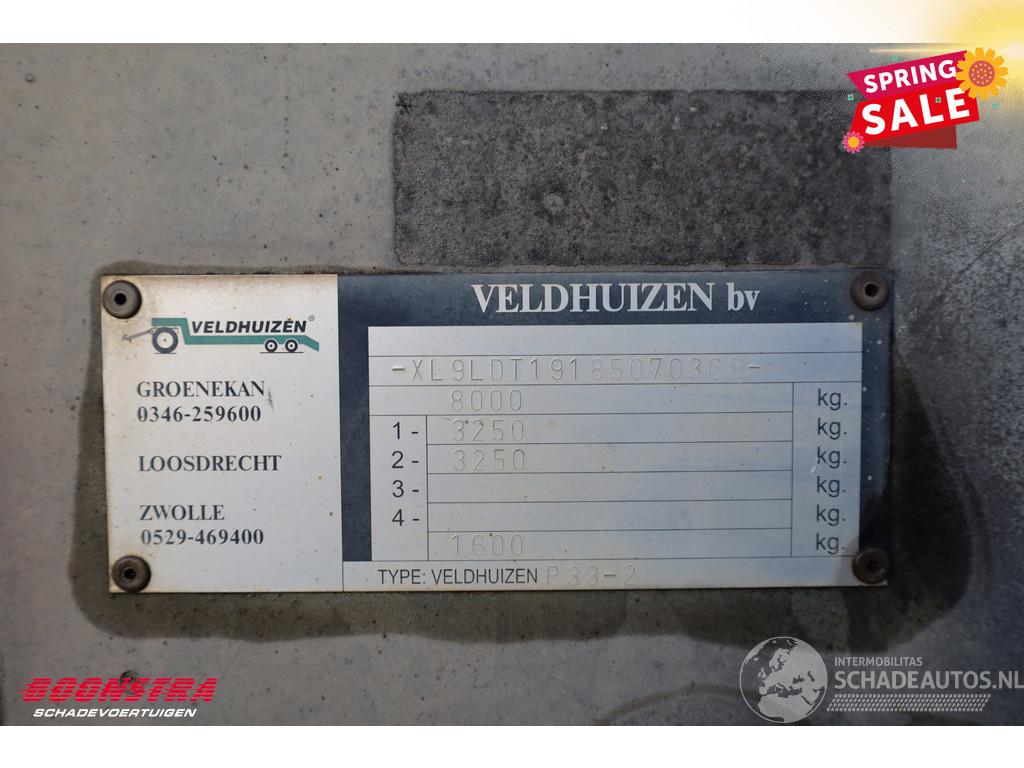 SPRING
SALE
VELDHUIZEN bv
VELDHUIZEN®
GROENEKAN
0346-259600
LOOSDRECHT
ZWOLLE
0529-469400
-XL9LDT19185070308-
8000 kg.
1- 3250 kg.
2- 3250 kg.
3- kg.
4- kg.
1600 kg.
TYPE: VELDHUIZEN P33-2
BOONSTRA
SCHADEVOERTUIGEN
INTERMOBILITAS
SCHADEAUTOS.NL